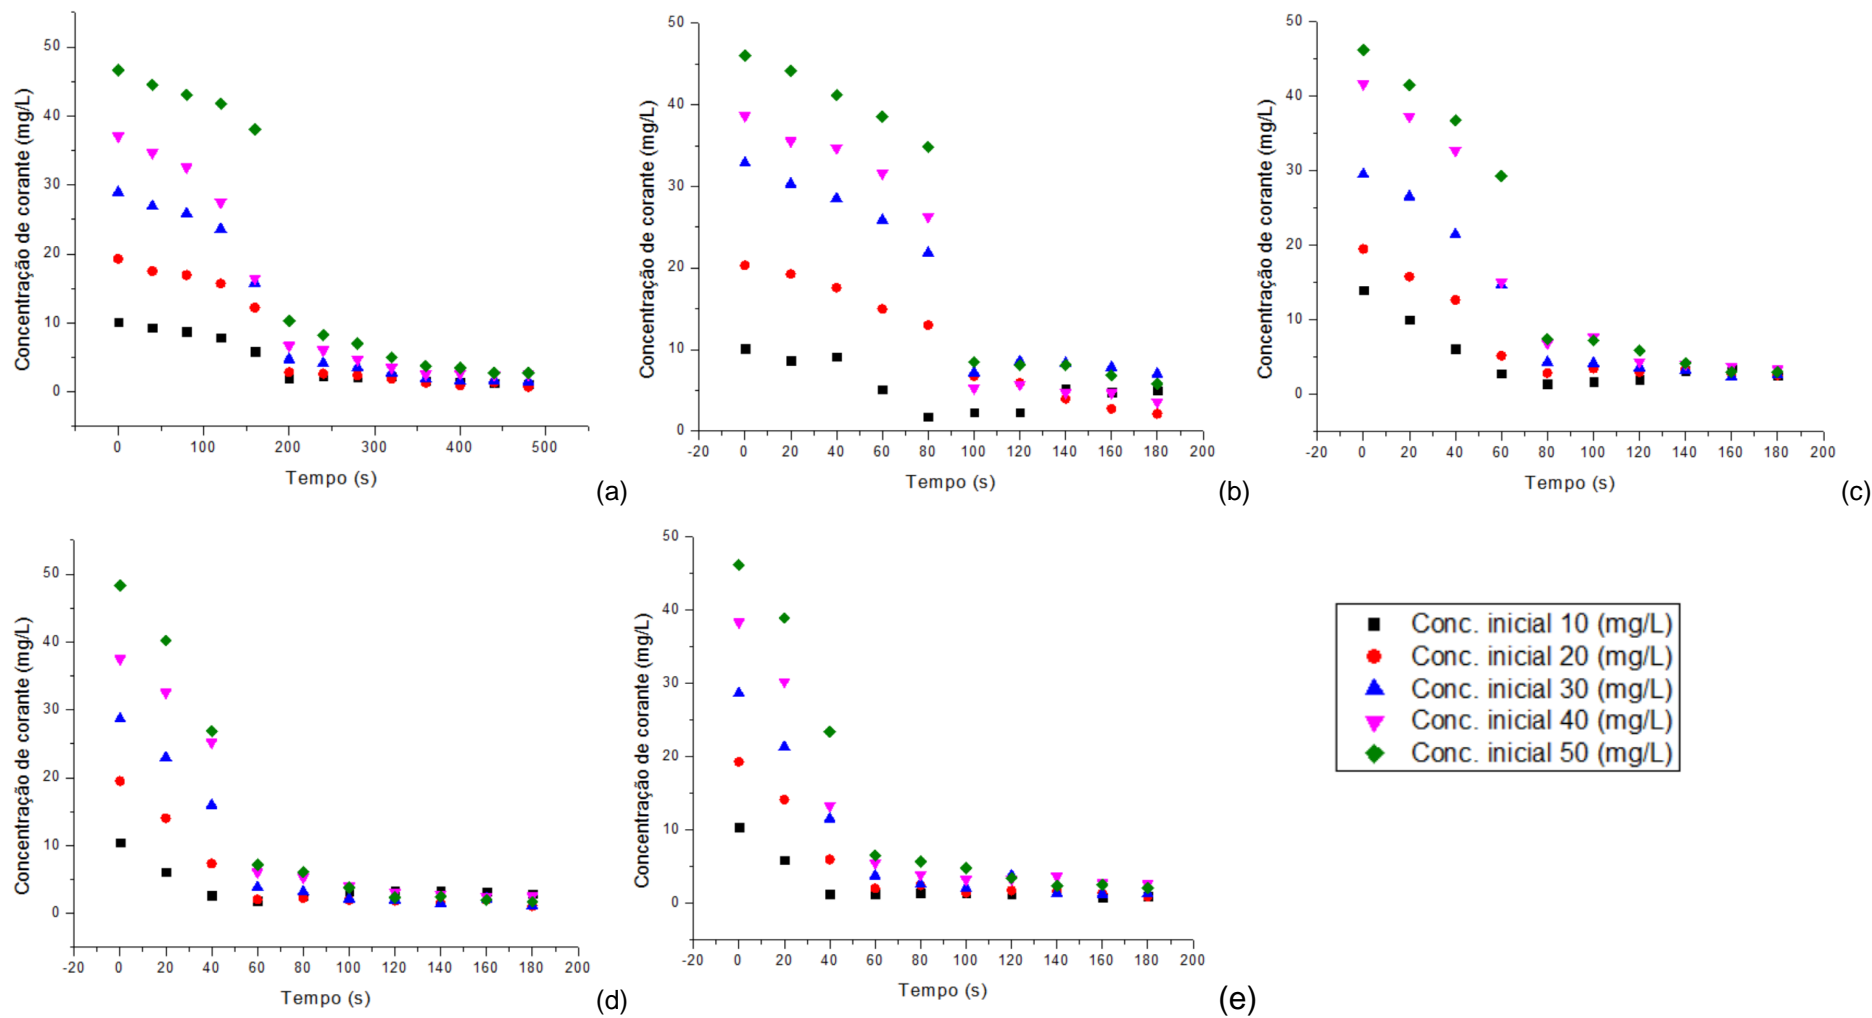 Concentração de corante (mg/L)
50
40
30
20
10
0
0 100 200 300 400 500
Tempo (s)
(a)
Concentração de corante (mg/L)
50
40
30
20
10
0
-20 0 20 40 60 80 100 120 140 160 180 200
Tempo (s)
(b)
Concentração de corante (mg/L)
50
40
30
20
10
0
-20 0 20 40 60 80 100 120 140 160 180 200
Tempo (s)
(c)
Concentração de corante (mg/L)
50
40
30
20
10
0
-20 0 20 40 60 80 100 120 140 160 180 200
Tempo (s)
(d)
Concentração de corante (mg/L)
50
40
30
20
10
0
-20 0 20 40 60 80 100 120 140 160 180 200
Tempo (s)
(e)
Conc. inicial 10 (mg/L)
Conc. inicial 20 (mg/L)
Conc. inicial 30 (mg/L)
Conc. inicial 40 (mg/L)
Conc. inicial 50 (mg/L)